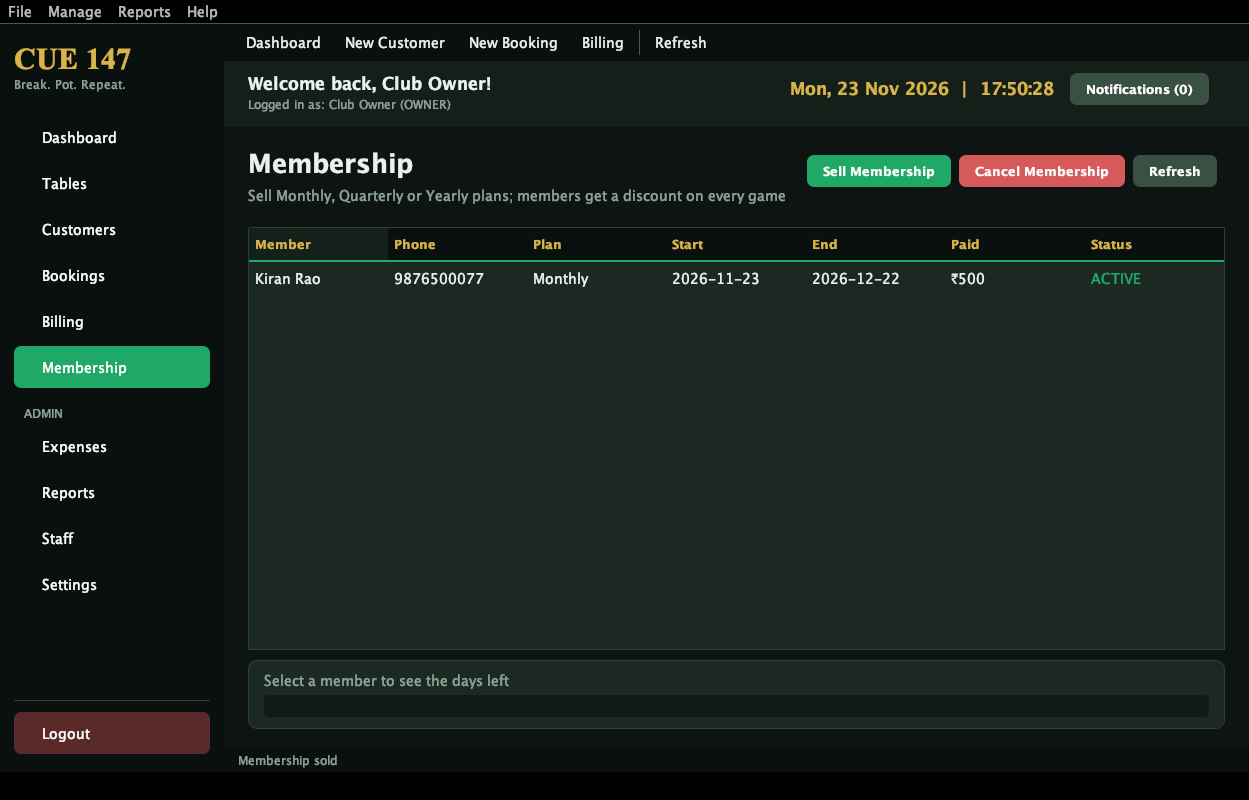 File Manage Reports Help
CUE 147
Break. Pot. Repeat.
Dashboard
Tables
Customers
Bookings
Billing
Membership
ADMIN
Expenses
Reports
Staff
Settings
Logout
Dashboard New Customer New Booking Billing Refresh
Welcome back, Club Owner!
Logged in as: Club Owner (OWNER)
Mon, 23 Nov 2026 | 17:50:28
Notifications (0)
Membership
Sell Monthly, Quarterly or Yearly plans; members get a discount on every game
Sell Membership Cancel Membership Refresh
Member Phone Plan Start End Paid Status
Kiran Rao 9876500077 Monthly 2026-11-23 2026-12-22 ₹500 ACTIVE
Select a member to see the days left
Membership sold